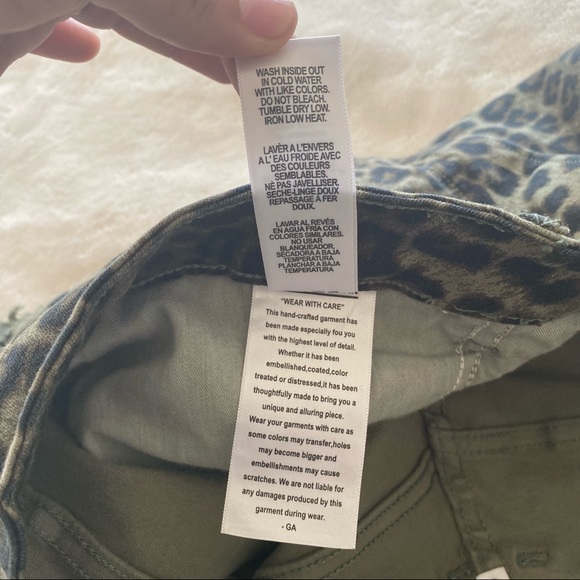 WASH INSIDE OUT
IN COLD WATER
WITH LIKE COLORS.
DO NOT BLEACH.
TUMBLE DRY LOW.
IRON LOW HEAT.
LAVÈR A L'ENVERS
A L' EAU FROIDE AVEC
DES COULEURS
SEMBLABLES.
NÈ PAS JAVELLISER,
SECHE-LINGE DOUX
REPASSAGE À FER
DOUX.
LAVAR AL REVÉS
EN AGUA FRIA CON
COLORES SIMILARES.
NO USAR
BLANQUEADOR,
SECADORA A BAJA
TEMPERATURA
PLANCHAR A BAJA
TEMPERATURA
"WEAR WITH CARE"
This hand-crafted garment has
been made especially fou you
with the highest level of detail.
Whether it has been
embellished,coated,color
treated or distressed,it has been
thoughtfully made to bring you a
unique and alluring piece.
Wear your garments with care as
some colors may transfer,holes
may become bigger and
embellishments may cause
scratches. We are not liable for
any damages produced by this
garment during wear.
- GA